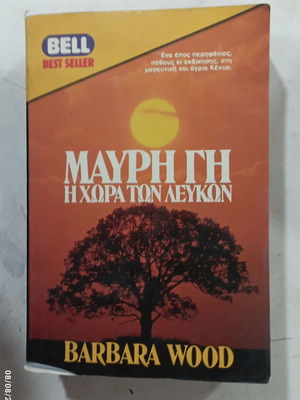 BELL
BEST SELLER
Ένα έπος περηφάνιας,
πάθους κι εκδίκησης, στη
μαγευτική και άγρια Κένυα.
ΜΑΥΡΗ ΓΗ
Η ΧΩΡΑ ΤΩΝ ΛΕΥΚΩΝ
BARBARA WOOD